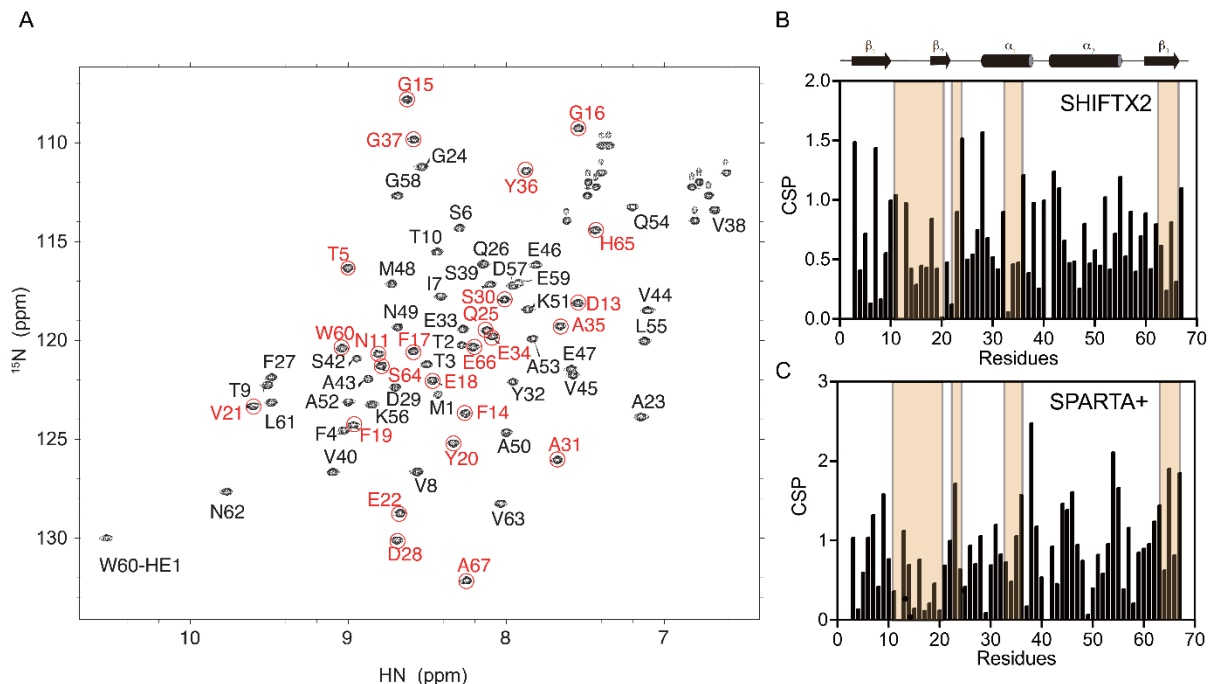 A
G15
G16
G37
G24
G58
Y36
S6
Q54
V38
T10
H65
Q26
E46
T5
M48
S39
D57
E59
I7
S30
D13
K51
V44
N49
E33
Q25
A35
L55
W60
N11
F17
T2
E34
F27
S42
T3
E66
A53
E47
S64
T9
A43
E18
Y32
V45
D29
M1
V21
L61
A52
K56
F14
A23
F4
F19
Y20
A50
A31
V40
V8
N62
E22
V63
W60-HE1
D28
A67
110
115
120
125
130
¹⁵N (ppm)
10 9 8 7
HN (ppm)
B
β₁ β₂ α₁ α₂ β₃
SHIFTX2
2.0
1.5
1.0
0.5
0.0
CSP
0 10 20 30 40 50 60 70
Residues
C
SPARTA+
3
2
1
0
CSP
0 10 20 30 40 50 60 70
Residues